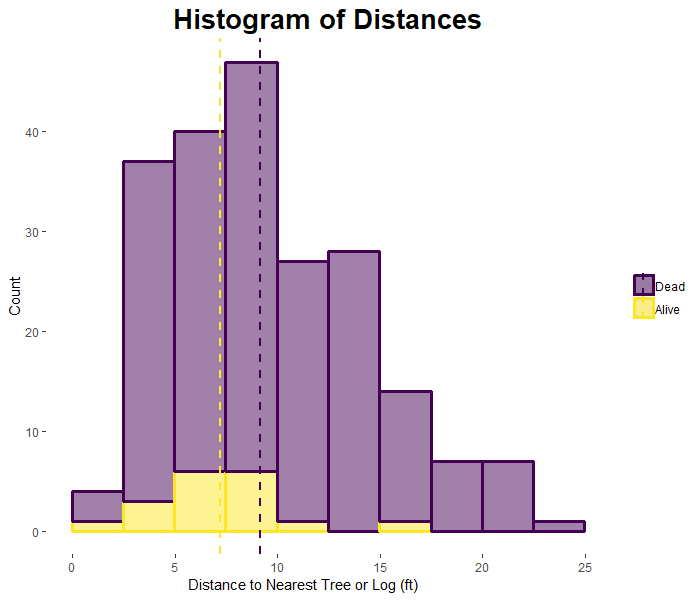 Histogram of Distances
Count
40
30
20
10
0
0 5 10 15 20 25
Distance to Nearest Tree or Log (ft)
Dead
Alive